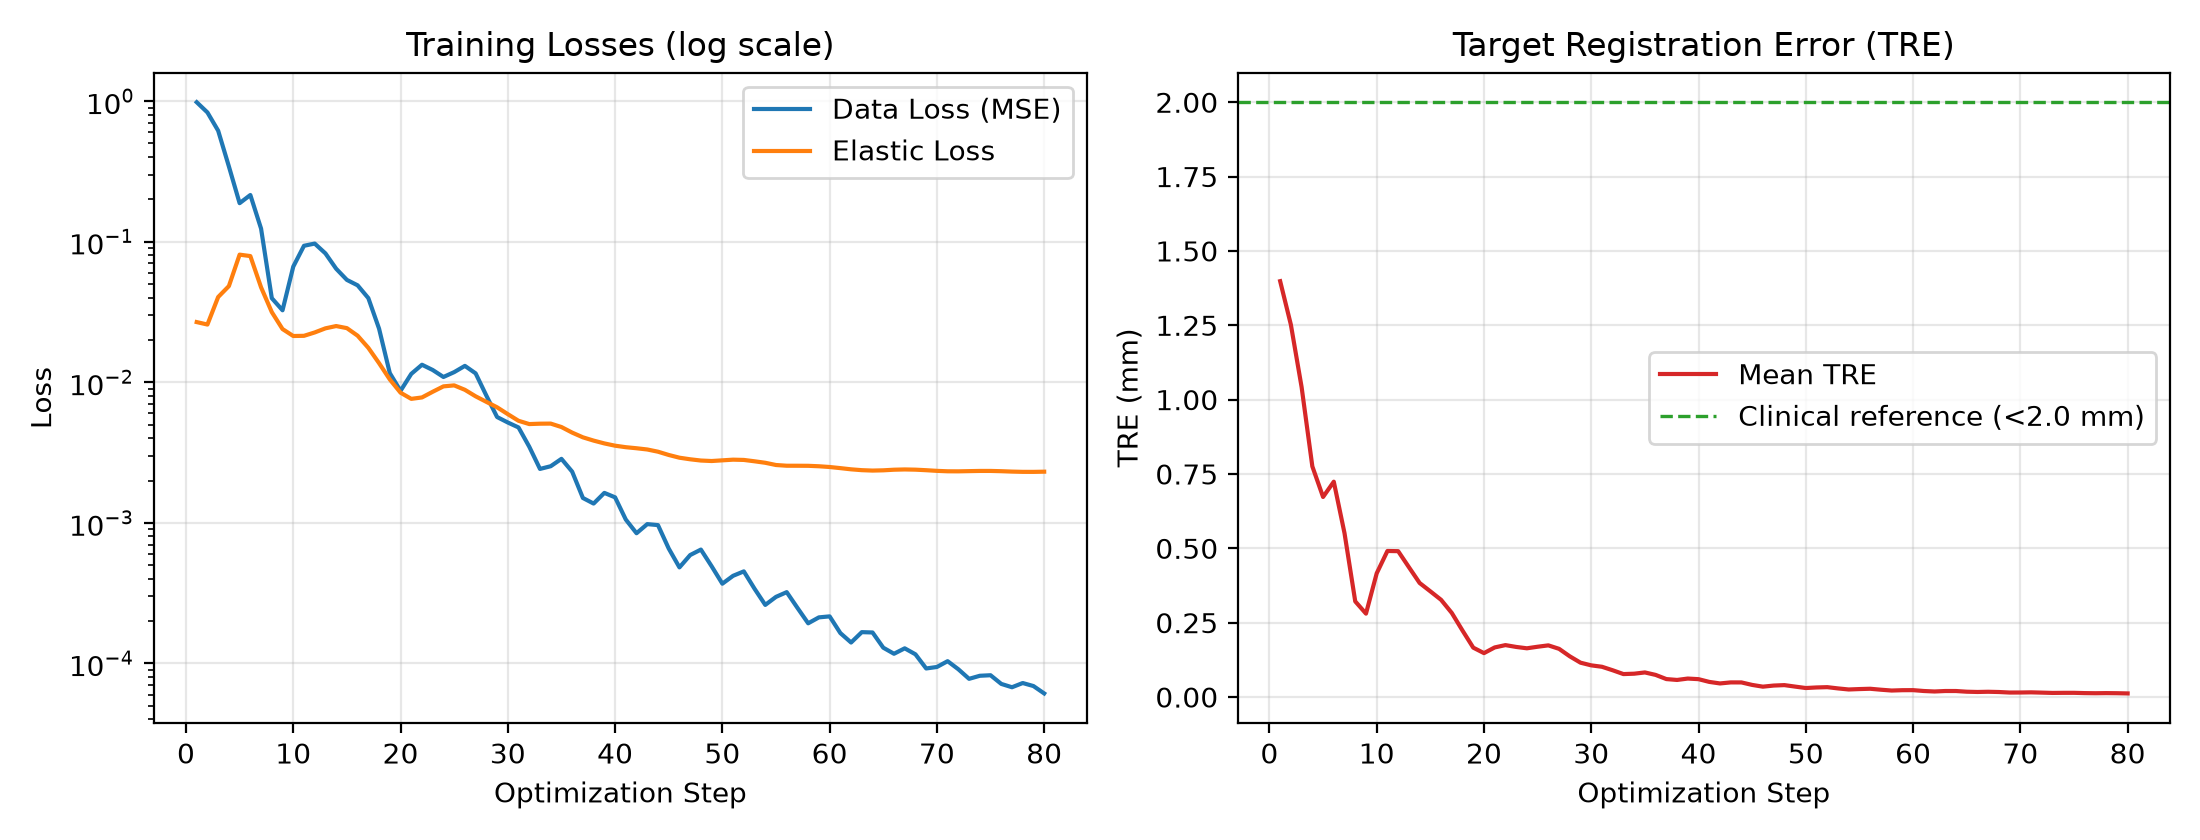 Training Losses (log scale)
Loss
10⁰
10⁻¹
10⁻²
10⁻³
10⁻⁴
Data Loss (MSE)
Elastic Loss
0 10 20 30 40 50 60 70 80
Optimization Step
Target Registration Error (TRE)
TRE (mm)
2.00
1.75
1.50
1.25
1.00
0.75
0.50
0.25
0.00
Mean TRE
Clinical reference (<2.0 mm)
0 10 20 30 40 50 60 70 80
Optimization Step